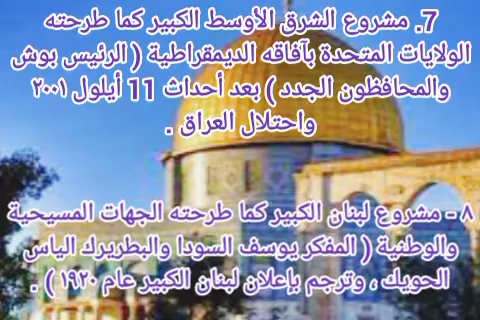 7. مشروع الشرق الأوسط الكبير كما طرحته
الولايات المتحدة بآفاقه الديمقراطية ( الرئيس بوش
والمحافظون الجدد ) بعد أحداث 11 أيلول ٢٠٠١
واحتلال العراق .
٨ - مشروع لبنان الكبير كما طرحته الجهات المسيحية
والوطنية ( المفكر يوسف السودا والبطريرك الياس
الحويك ، وترجم بإعلان لبنان الكبير عام ١٩٢٠ ) .